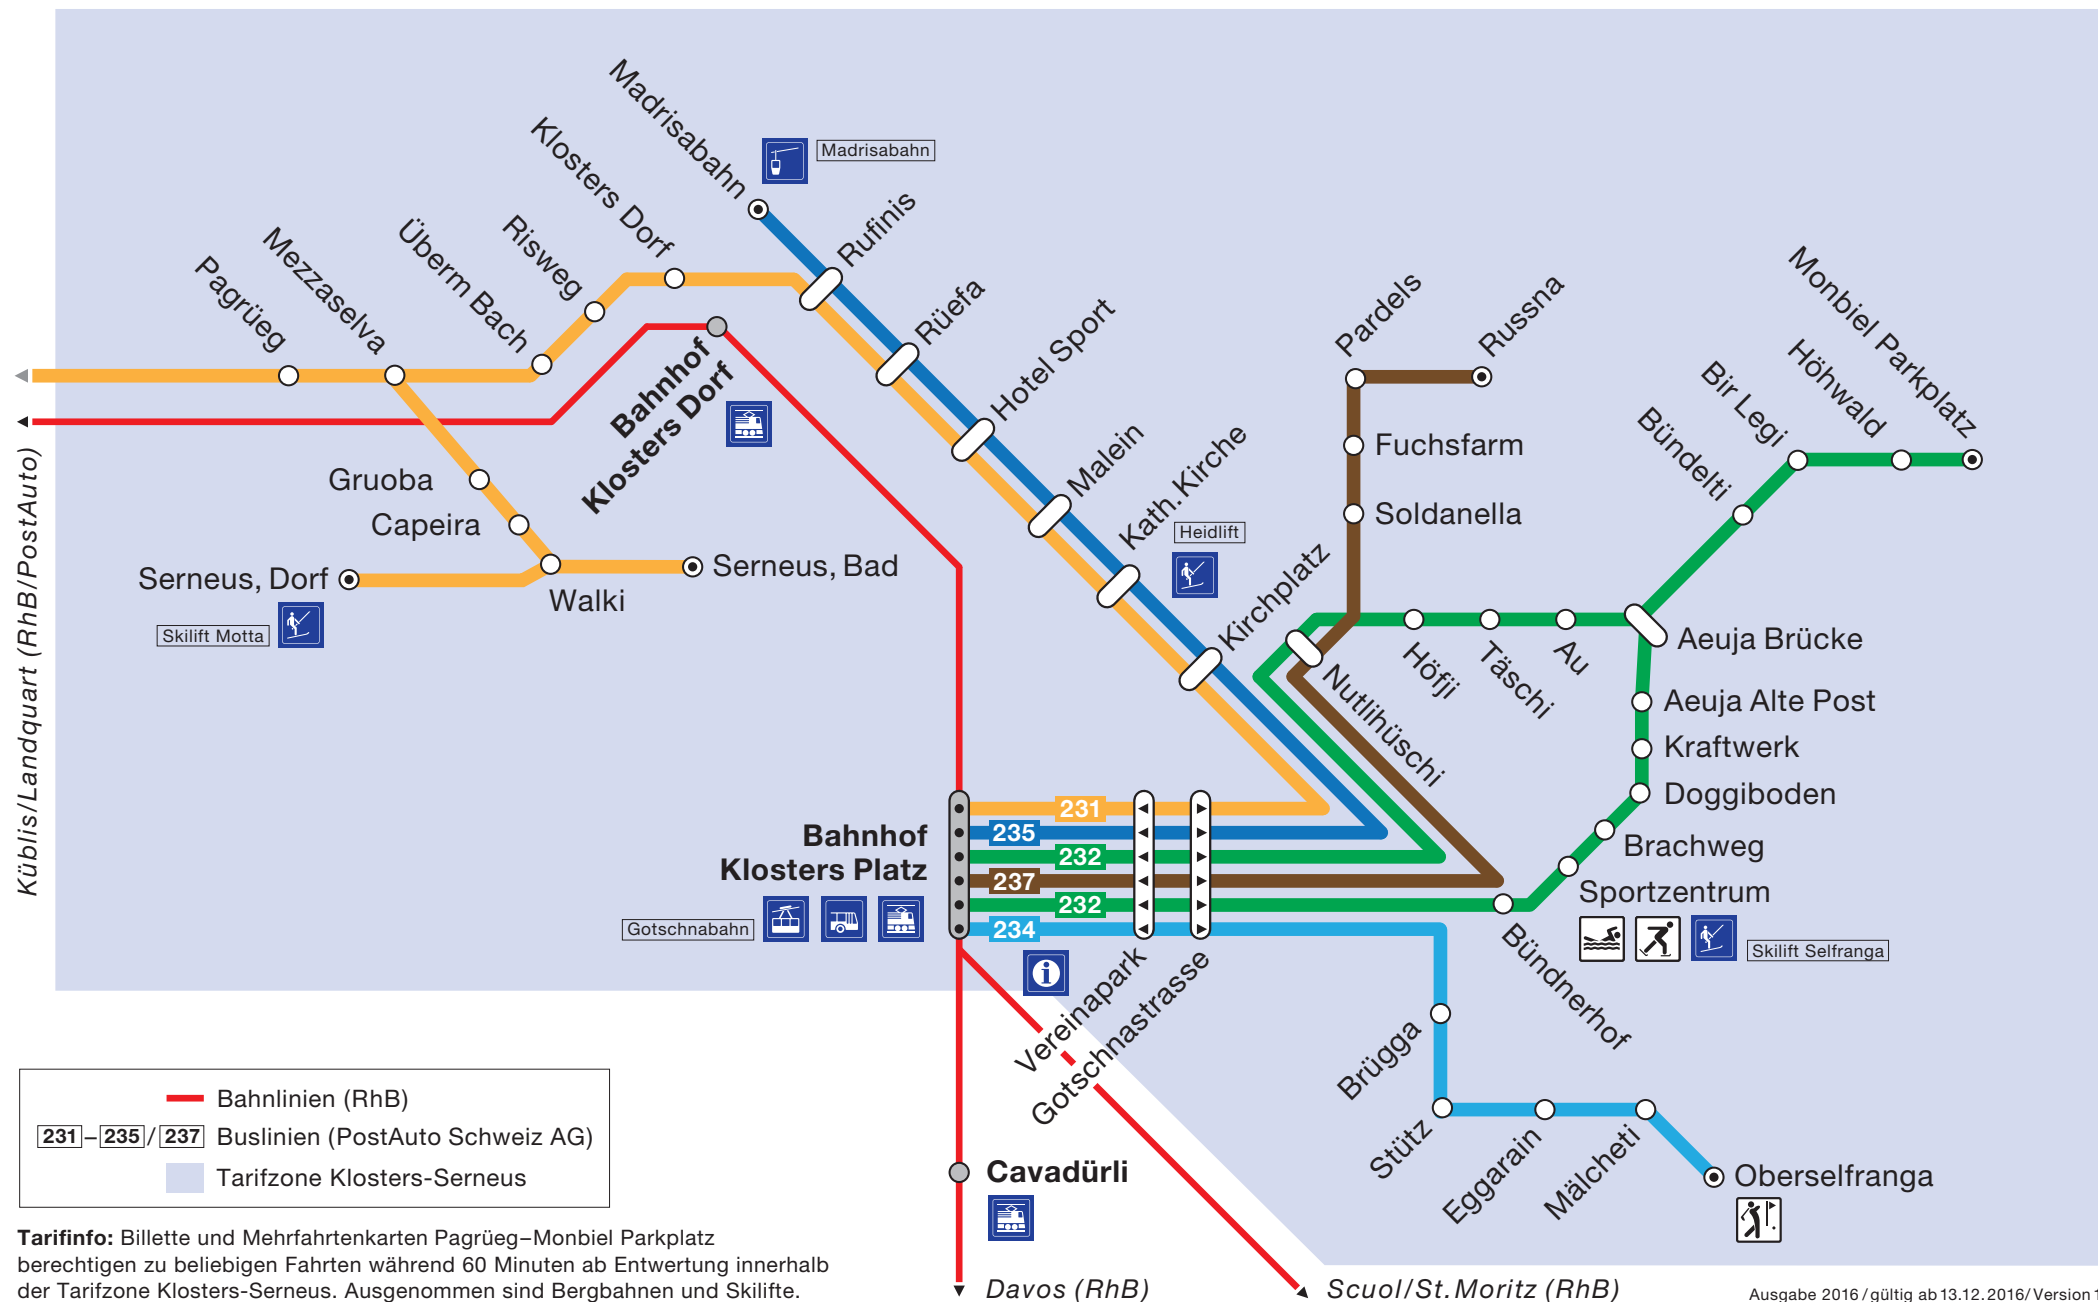 Madrisabahn
Madrisabahn
Klosters Dorf
Rufinis
Risweg
Überm Bach
Mezzaselva
Pagrüeg
Rüefa
Hotel Sport
Malein
Kath. Kirche
Heidlift
Kirchplatz
Bahnhof
Klosters Dorf
Gruoba
Capeira
Walki
Serneus, Bad
Serneus, Dorf
Skilift Motta
Küblis/Landquart (RhB/PostAuto)
Pardels
Russna
Fuchsfarm
Soldanella
Nutlihüschi
Höfji
Täschi
Au
Monbiel Parkplatz
Höhwald
Bir Legi
Bündelti
Aeuja Brücke
Aeuja Alte Post
Kraftwerk
Doggiboden
Brachweg
Sportzentrum
Skilift Selfranga
Bündnerhof
231
235
232
237
232
234
Bahnhof
Klosters Platz
Gotschnabahn
Vereinapark
Gotschnastrasse
Brügga
Stütz
Eggarain
Mälcheti
Oberselfranga
Cavadürli
Davos (RhB)
Scuol/St. Moritz (RhB)
Bahnlinien (RhB)
231–235/237 Buslinien (PostAuto Schweiz AG)
Tarifzone Klosters-Serneus
Tarifinfo: Billette und Mehrfahrtenkarten Pagrüeg–Monbiel Parkplatz
berechtigen zu beliebigen Fahrten während 60 Minuten ab Entwertung innerhalb
der Tarifzone Klosters-Serneus. Ausgenommen sind Bergbahnen und Skilifte.
Ausgabe 2016/gültig ab 13.12.2016/Version